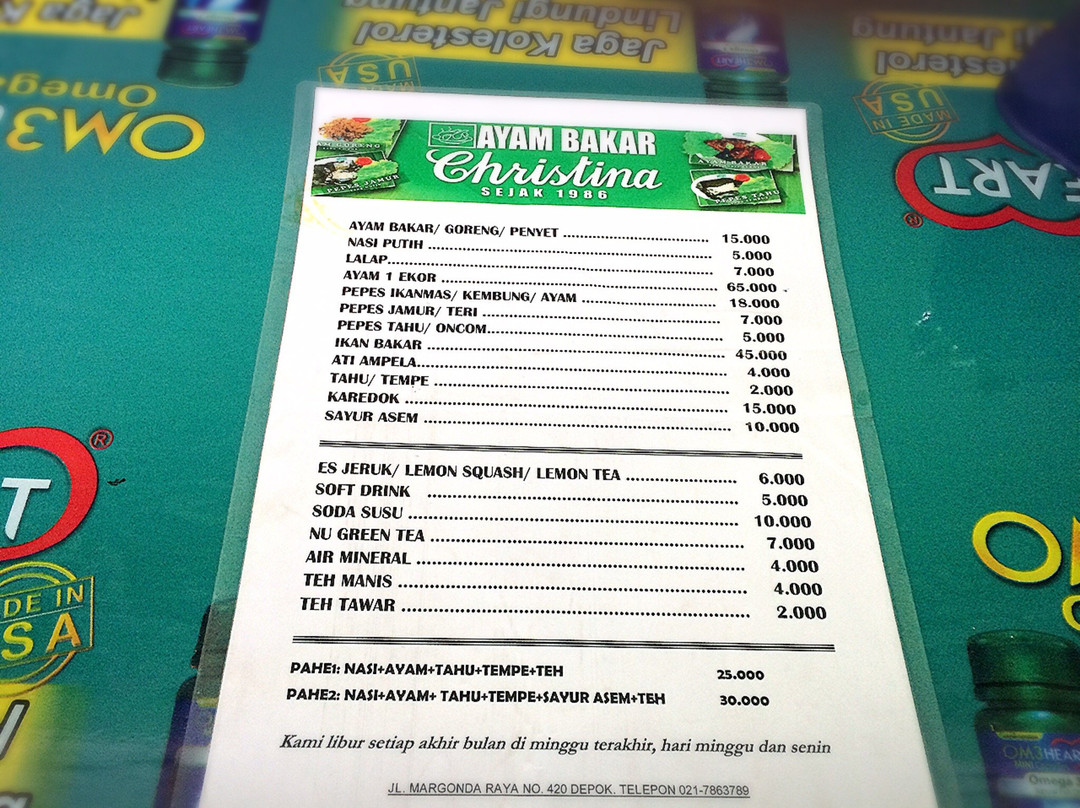 Jaga Kolesterol
Lindungi Jantung
MADE IN
USA
OM3
Omega
AYAM BAKAR
Christina
SEJAK 1986
PEPES JAMUR
PEPES TAHU
AYAM BAKAR/ GORENG/ PENYET 15.000
NASI PUTIH 5.000
LALAP 7.000
AYAM 1 EKOR 65.000
PEPES IKANMAS/ KEMBUNG/ AYAM 18.000
PEPES JAMUR/ TERI 7.000
PEPES TAHU/ ONCOM 5.000
IKAN BAKAR 45.000
ATI AMPELA 4.000
TAHU/ TEMPE 2.000
KAREDOK 15.000
SAYUR ASEM 10.000
ES JERUK/ LEMON SQUASH/ LEMON TEA 6.000
SOFT DRINK 5.000
SODA SUSU 10.000
NU GREEN TEA 7.000
AIR MINERAL 4.000
TEH MANIS 4.000
TEH TAWAR 2.000
PAHE1: NASI+AYAM+TAHU+TEMPE+TEH 25.000
PAHE2: NASI+AYAM+ TAHU+TEMPE+SAYUR ASEM+TEH 30.000
Kami libur setiap akhir bulan di minggu terakhir, hari minggu dan senin
JL. MARGONDA RAYA NO. 420 DEPOK. TELEPON 021-7863789